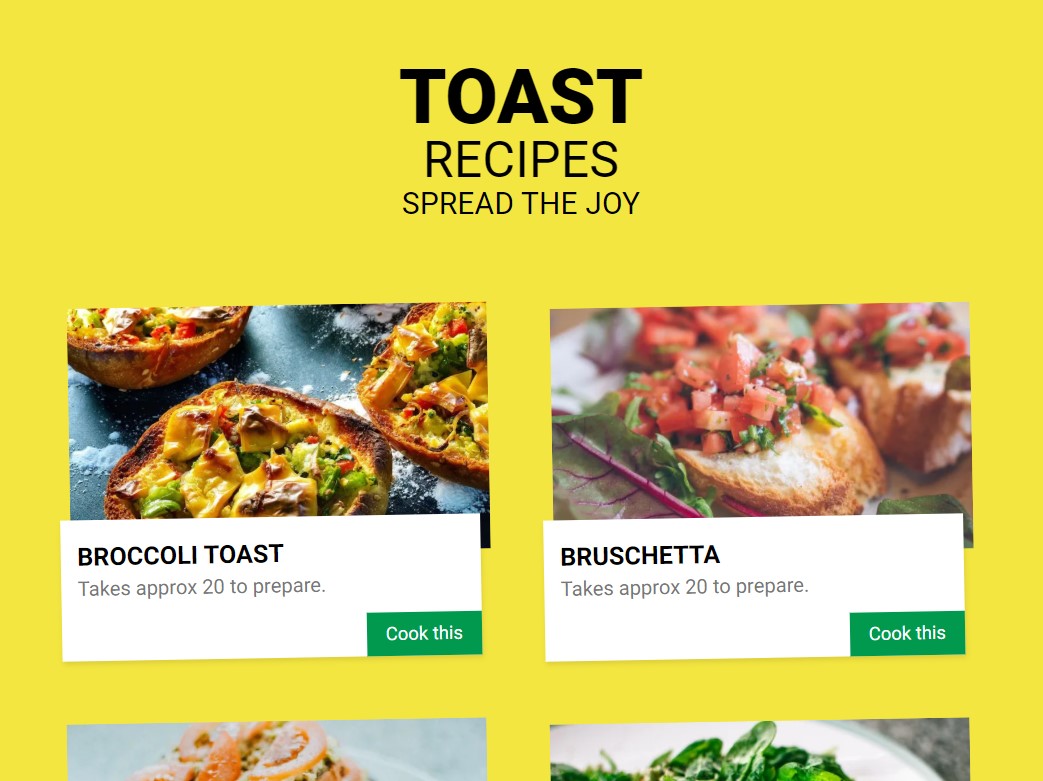 TOAST
RECIPES
SPREAD THE JOY
BROCCOLI TOAST
Takes approx 20 to prepare.
Cook this
BRUSCHETTA
Takes approx 20 to prepare.
Cook this